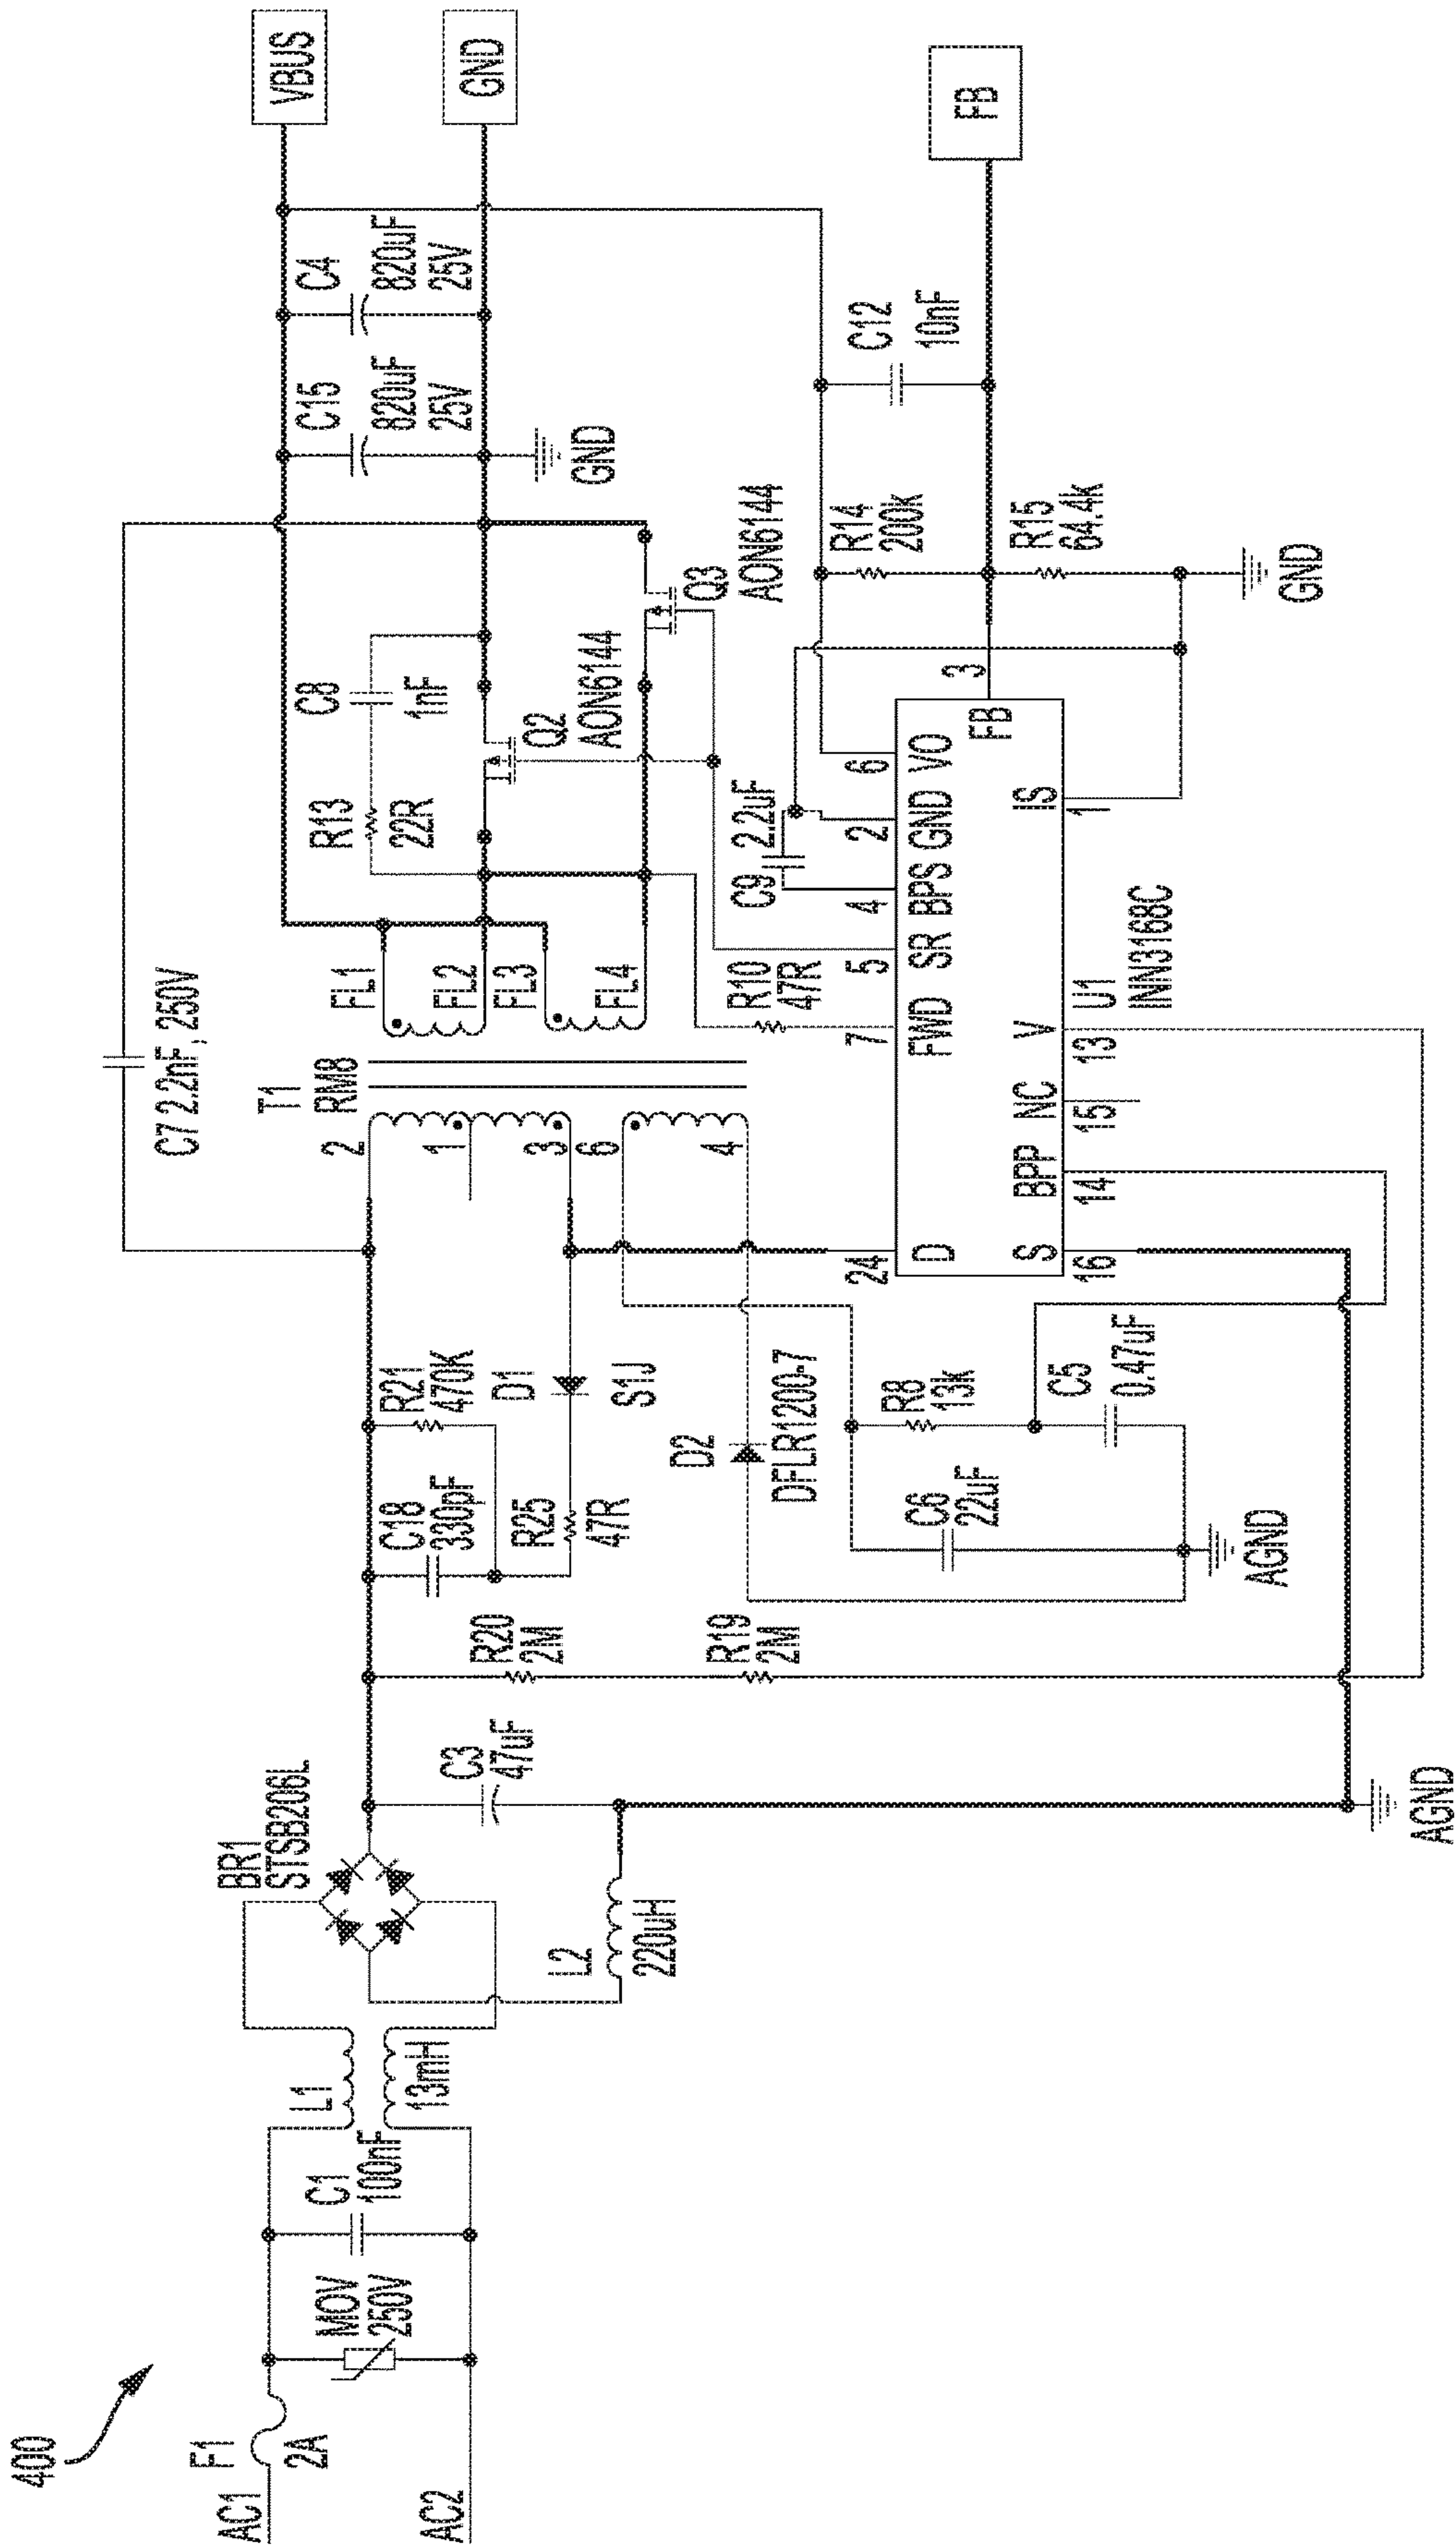 400
AC1
F1
2A
AC2
MOV
250V
C1
100nF
L1
13mH
BR1
STSB206L
L2
220uH
C3
47uF
R20
2M
R19
2M
C18
330pF
R21
470K
R25
47R
D1
S1J
D2
DFLR1200-7
C6
22uF
R8
13k
C5
0.47uF
AGND
AGND
C7 2.2nF, 250V
T1
RM8
2
1
3
6
4
FL1
FL2
FL3
FL4
R13
22R
C8
1nF
Q2
AON6144
Q3
AON6144
C15
820uF
25V
C4
820uF
25V
GND
VBUS
GND
R10
47R
C9
2.2uF
24
7
5
4
2
6
3
D
FWD
SR
BPS
GND
VO
FB
S
BPP
NC
V
IS
16
14
15
13
1
U1
INN3168C
R14
200k
R15
64.4k
C12
10nF
GND
FB